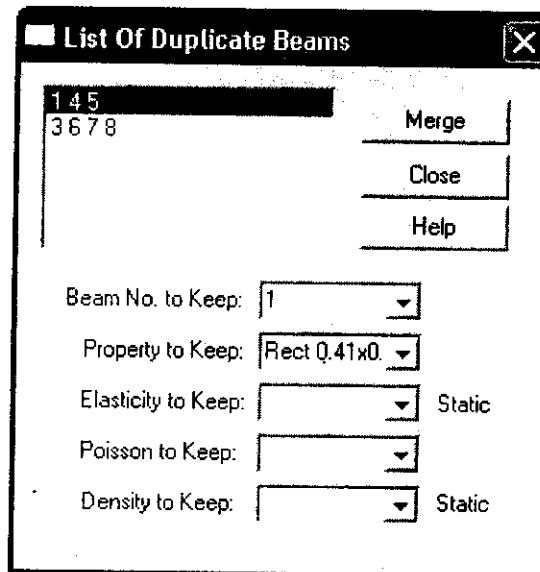 List Of Duplicate Beams
1 4 5
3 6 7 8
Merge
Close
Help
Beam No. to Keep: 1
Property to Keep: Rect 0.41x0.
Elasticity to Keep: Static
Poisson to Keep:
Density to Keep: Static